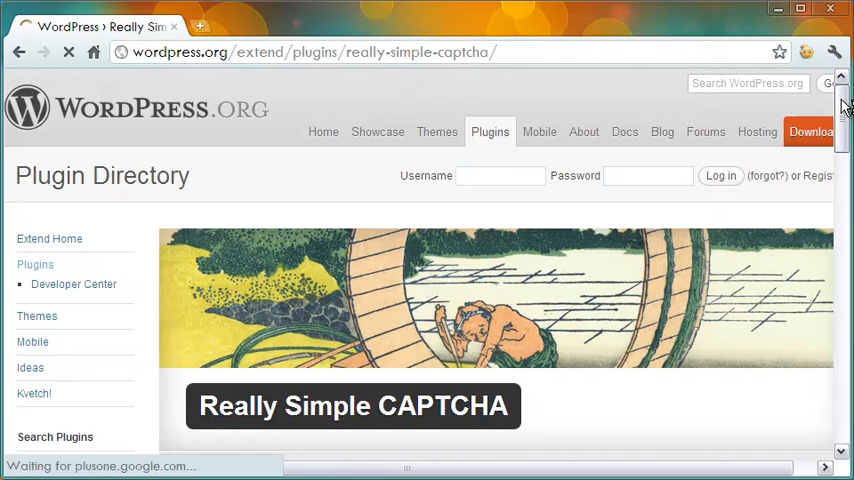 WordPress › Really Sim
wordpress.org/extend/plugins/really-simple-captcha/
Search WordPress.org
WORDPRESS.ORG
Home Showcase Themes Plugins Mobile About Docs Blog Forums Hosting
Plugin Directory
Username Password Log in (forgot?) or
Extend Home
Plugins
Developer Center
Themes
Mobile
Ideas
Kvetch!
Really Simple CAPTCHA
Search Plugins
Waiting for plusone.google.com...